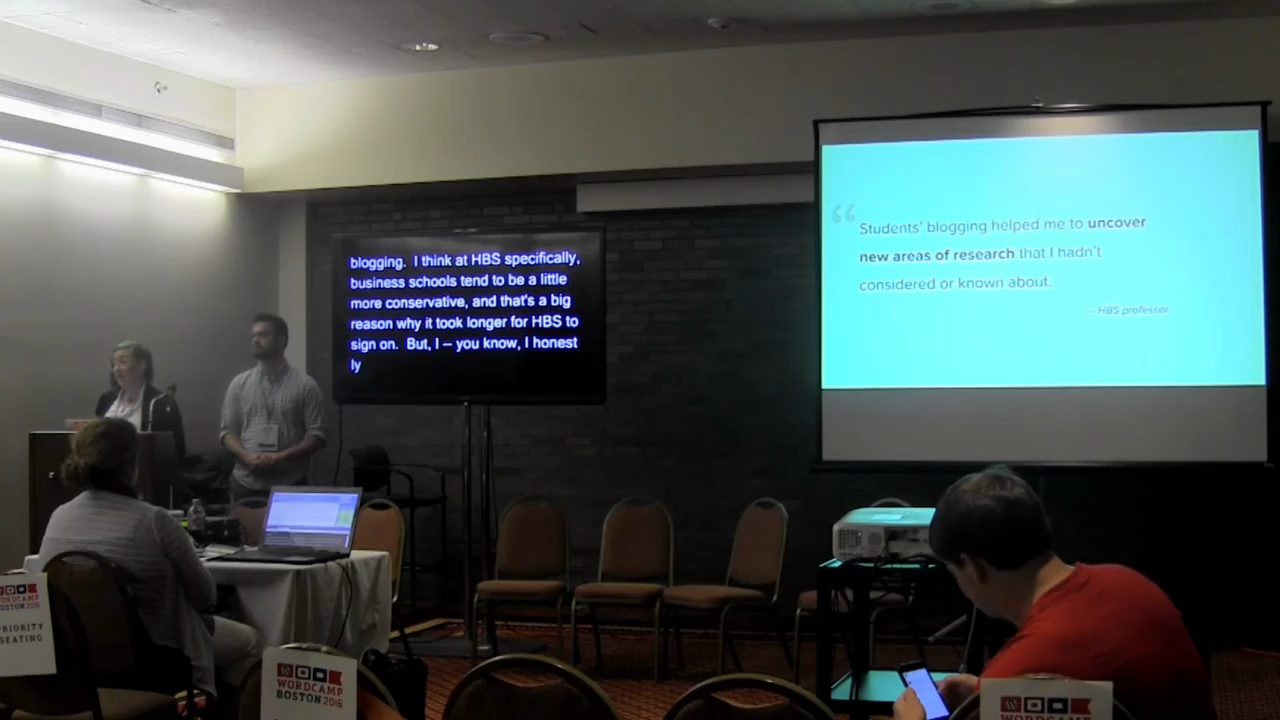 blogging. I think at HBS specifically,
business schools tend to be a little
more conservative, and that's a big
reason why it took longer for HBS to
sign on. But, I – you know, I honest
ly
“
Students' blogging helped me to uncover
new areas of research that I hadn't
considered or known about.
– HBS professor
WORDCAMP
BOSTON 2016
PRIORITY
SEATING
WORDCAMP
BOSTON 2016
WORDCAMP